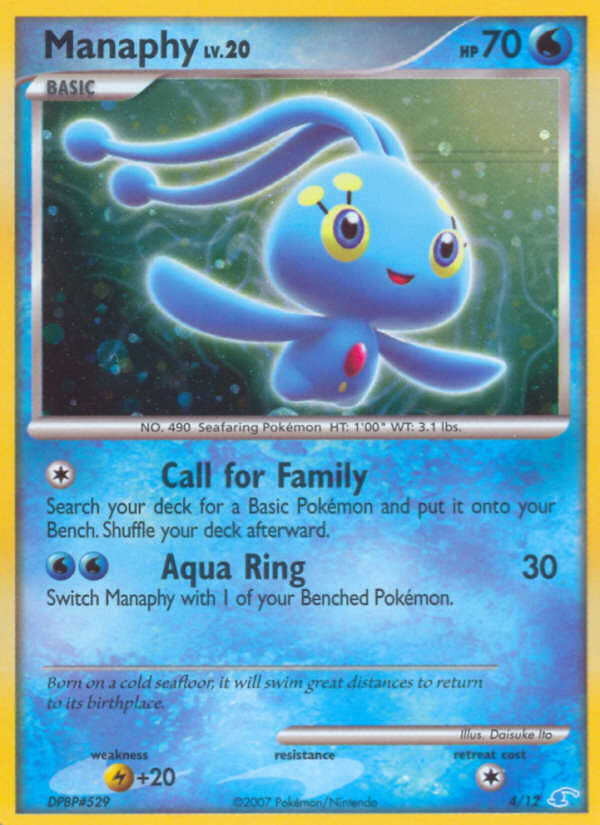 Manaphy LV.20
HP 70
BASIC
NO. 490 Seafaring Pokémon HT: 1'00" WT: 3.1 lbs.
Call for Family
Search your deck for a Basic Pokémon and put it onto your
Bench. Shuffle your deck afterward.
Aqua Ring 30
Switch Manaphy with 1 of your Benched Pokémon.
Born on a cold seafloor, it will swim great distances to return
to its birthplace.
Illus. Daisuke Ito
weakness resistance retreat cost
+20
DPBP#529 ©2007 Pokémon/Nintendo 4/12